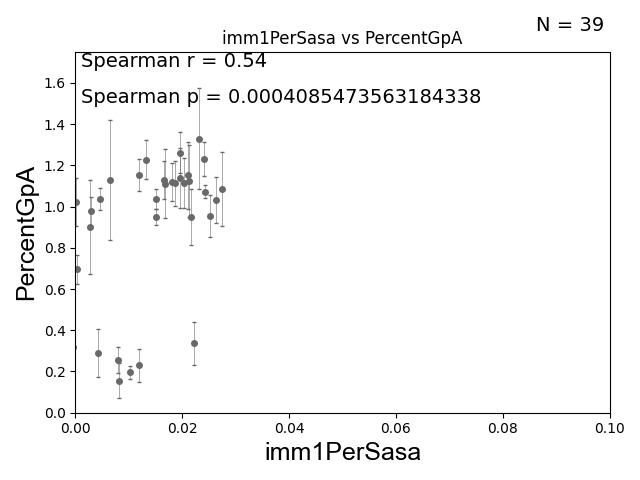 N = 39
imm1PerSasa vs PercentGpA
Spearman r = 0.54
Spearman p = 0.0004085473563184338
1.6
1.4
1.2
1.0
0.8
0.6
0.4
0.2
0.0
PercentGpA
0.00 0.02 0.04 0.06 0.08 0.10
imm1PerSasa